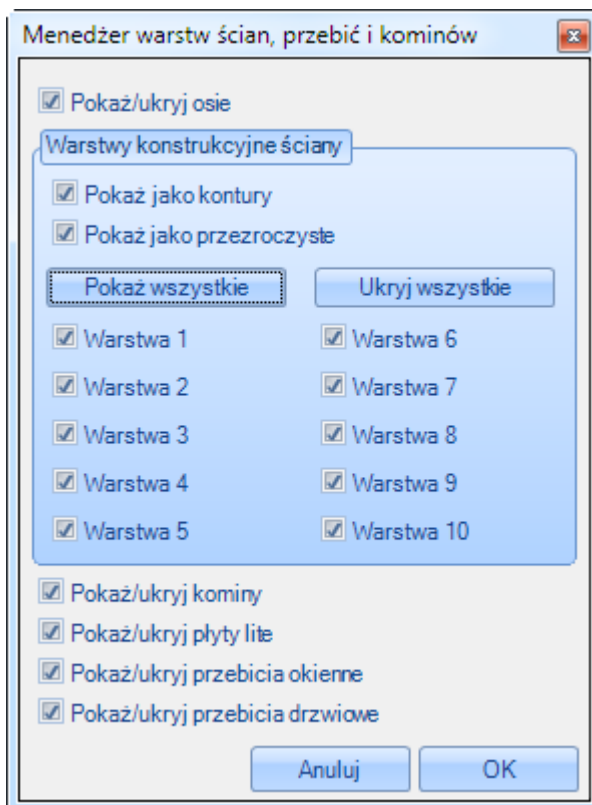 Menedżer warstw ścian, przebić i kominów
Pokaż/ukryj osie
Warstwy konstrukcyjne ściany
Pokaż jako kontury
Pokaż jako przezroczyste
Pokaż wszystkie Ukryj wszystkie
Warstwa 1 Warstwa 6
Warstwa 2 Warstwa 7
Warstwa 3 Warstwa 8
Warstwa 4 Warstwa 9
Warstwa 5 Warstwa 10
Pokaż/ukryj kominy
Pokaż/ukryj płyty lite
Pokaż/ukryj przebicia okienne
Pokaż/ukryj przebicia drzwiowe
Anuluj OK